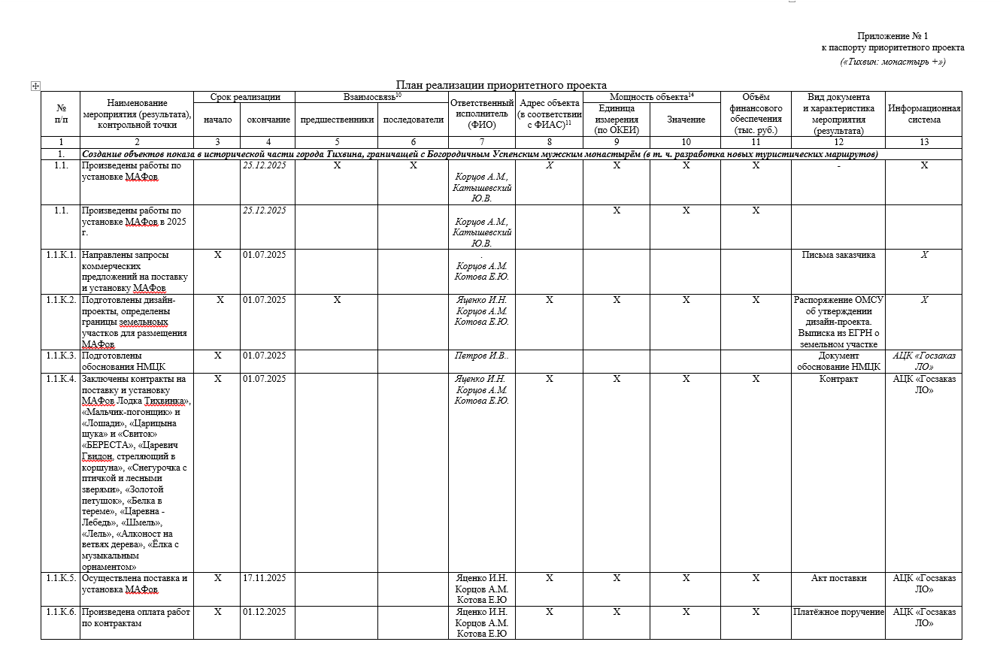 Приложение № 1
к паспорту приоритетного проекта
(«Тихвин: монастырь +»)
План реализации приоритетного проекта
№
п/п
Наименование
мероприятия (результата),
контрольной точки
Срок реализации
начало
окончание
Взаимосвязь10
предшественники
последователи
Ответственный
исполнитель
(ФИО)
Адрес объекта
(в соответствии
с ФИАС)11
Мощность объекта14
Единица
измерения
(по ОКЕИ)
Значение
Объём
финансового
обеспечения
(тыс. руб.)
Вид документа
и характеристика
мероприятия
(результата)
Информационная
система
1 2 3 4 5 6 7 8 9 10 11 12 13
1. Создание объектов показа в исторической части города Тихвина, граничащей с Богородичным Успенским мужским монастырём (в т. ч. разработка новых туристических маршрутов)
1.1.
Произведены работы по
установке МАФов
25.12.2025
X
X
Корцов А.М.,
Катышевский
Ю.В.
X
X
X
X
-
X
1.1.
Произведены работы по
установке МАФов в 2025
г.
25.12.2025
Корцов А.М.,
Катышевский
Ю.В.
X
X
X
1.1.К.1.
Направлены запросы
коммерческих
предложений на поставку
и установку МАФов
X
01.07.2025
.
Корцов А.М.
Котова Е.Ю.
Письма заказчика
X
1.1.К.2.
Подготовлены дизайн-
проекты, определены
границы земельноых
участков для размещения
МАФов
X
01.07.2025
X
Яценко И.Н.
Корцов А.М.
Котова Е.Ю.
X
X
X
X
Распоряжение ОМСУ
об утверждении
дизайн-проекта.
Выписка из ЕГРН о
земельном участке
X
1.1.К.3.
Подготовлены
обоснования НМЦК
X
01.07.2025
Петров И.В..
Документ
обоснование НМЦК
АЦК «Госзаказ
ЛО»
1.1.К.4.
Заключены контракты на
поставку и установку
МАФов Лодка Тихвинка»,
«Мальчик-погонщик» и
«Лошади», «Царицына
щука» и «Свиток»
«БЕРЕСТА», «Царевич
Гвидон, стреляющий в
коршуна», «Снегурочка с
птичкой и лесными
зверями», «Золотой
петушок», «Белка в
тереме», «Царевна -
Лебедь», «Шмель»,
«Лель», «Алконост на
ветвях дерева», «Ёлка с
музыкальным
орнаментом»
X
01.07.2025
Яценко И.Н.
Корцов А.М.
Котова Е.Ю.
X
X
X
X
Контракт
АЦК «Госзаказ
ЛО»
1.1.К.5.
Осуществлена поставка и
установка МАФов
X
17.11.2025
Яценко И.Н.
Корцов А.М.
Котова Е.Ю
X
X
X
X
Акт поставки
АЦК «Госзаказ
ЛО»
1.1.К.6.
Произведена оплата работ
по контрактам
X
01.12.2025
Яценко И.Н.
Корцов А.М.
Котова Е.Ю
X
X
X
X
Платёжное поручение
АЦК «Госзаказ
ЛО»